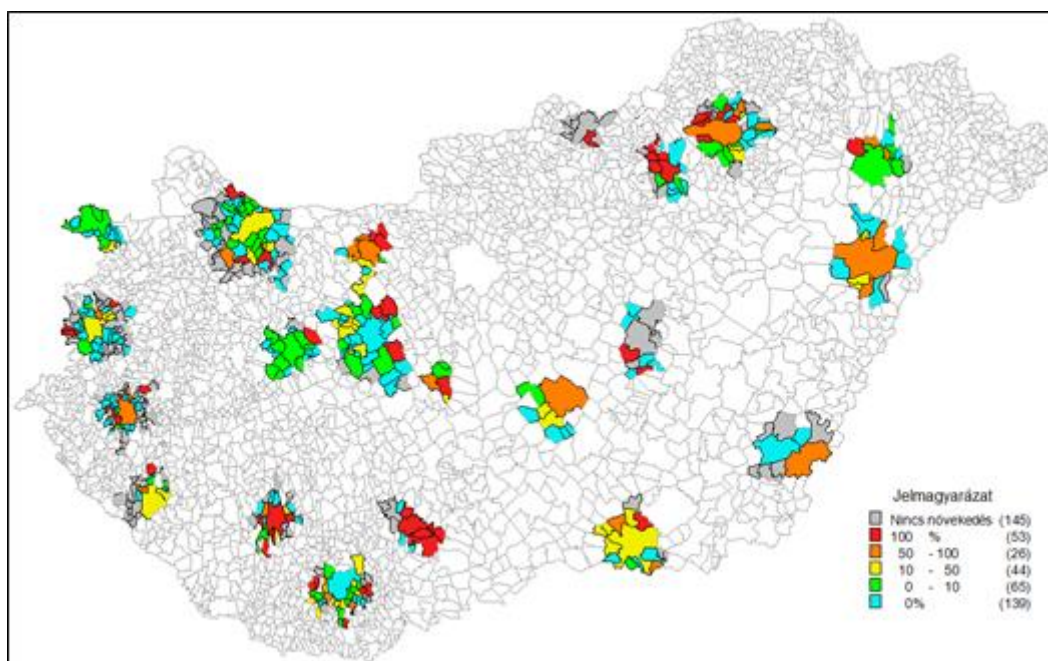 Jelmagyarázat
Nincs növekedés (145)
100 % (53)
50 - 100 (26)
10 - 50 (44)
0 - 10 (65)
0% (139)